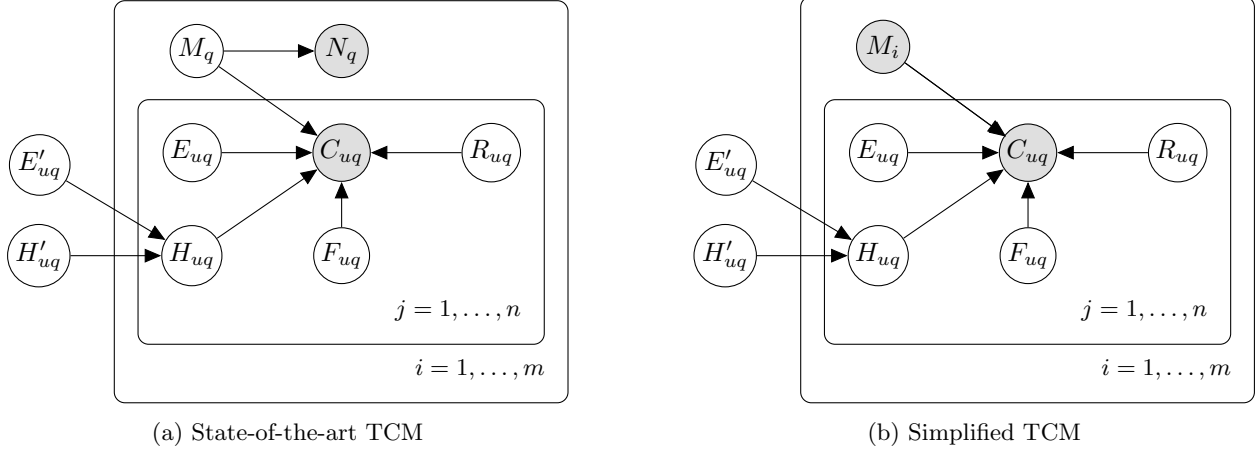 M_q N_q
E_uq C_uq R_uq
E'_uq
H'_uq H_uq F_uq
j = 1, . . . , n
i = 1, . . . , m
(a) State-of-the-art TCM
M_i
E_uq C_uq R_uq
E'_uq
H'_uq H_uq F_uq
j = 1, . . . , n
i = 1, . . . , m
(b) Simplified TCM